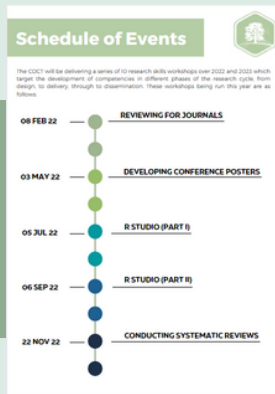 Schedule of Events
The COCT will be delivering a series of 10 research skills workshops over 2022 and 2023 which
target the development of competencies in different phases of the research cycle, from
design, to delivery, through to dissemination. These workshops being run this year are as
follows:
08 FEB 22 REVIEWING FOR JOURNALS
03 MAY 22 DEVELOPING CONFERENCE POSTERS
05 JUL 22 R STUDIO (PART I)
06 SEP 22 R STUDIO (PART II)
22 NOV 22 CONDUCTING SYSTEMATIC REVIEWS